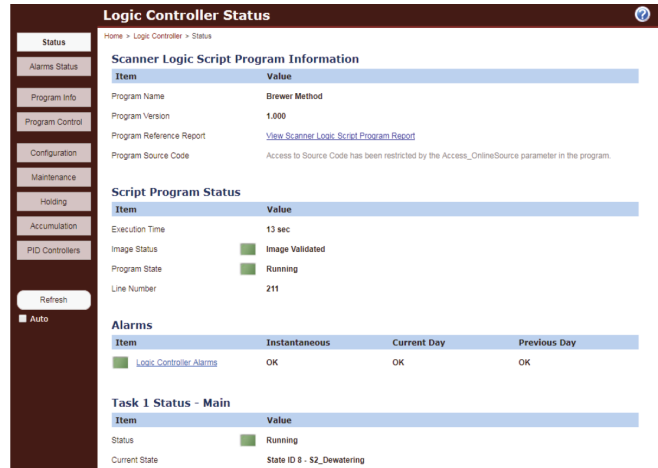 Logic Controller Status
?
Home > Logic Controller > Status
Status
Alarms Status
Program Info
Program Control
Configuration
Maintenance
Holding
Accumulation
PID Controllers
Refresh
Auto
Scanner Logic Script Program Information
Item Value
Program Name Brewer Method
Program Version 1.000
Program Reference Report View Scanner Logic Script Program Report
Program Source Code Access to Source Code has been restricted by the Access_OnlineSource parameter in the program.
Script Program Status
Item Value
Execution Time 13 sec
Image Status Image Validated
Program State Running
Line Number 211
Alarms
Item Instantaneous Current Day Previous Day
Logic Controller Alarms OK OK OK
Task 1 Status - Main
Item Value
Status Running
Current State State ID 8 - S2_Dewatering